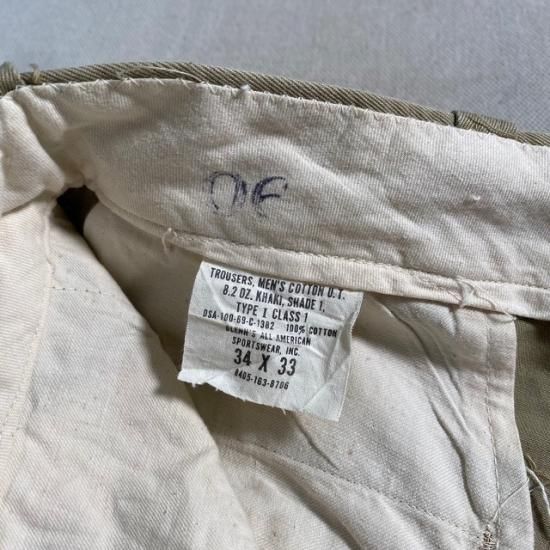 OE
TROUSERS, MEN'S COTTON U.T.
8.2 OZ. KHAKI, SHADE 1,
TYPE I CLASS 1
DSA-100-69-C-1382 100% COTTON
GLENN'S ALL AMERICAN
SPORTSWEAR, INC.
34 X 33
8405-163-8706